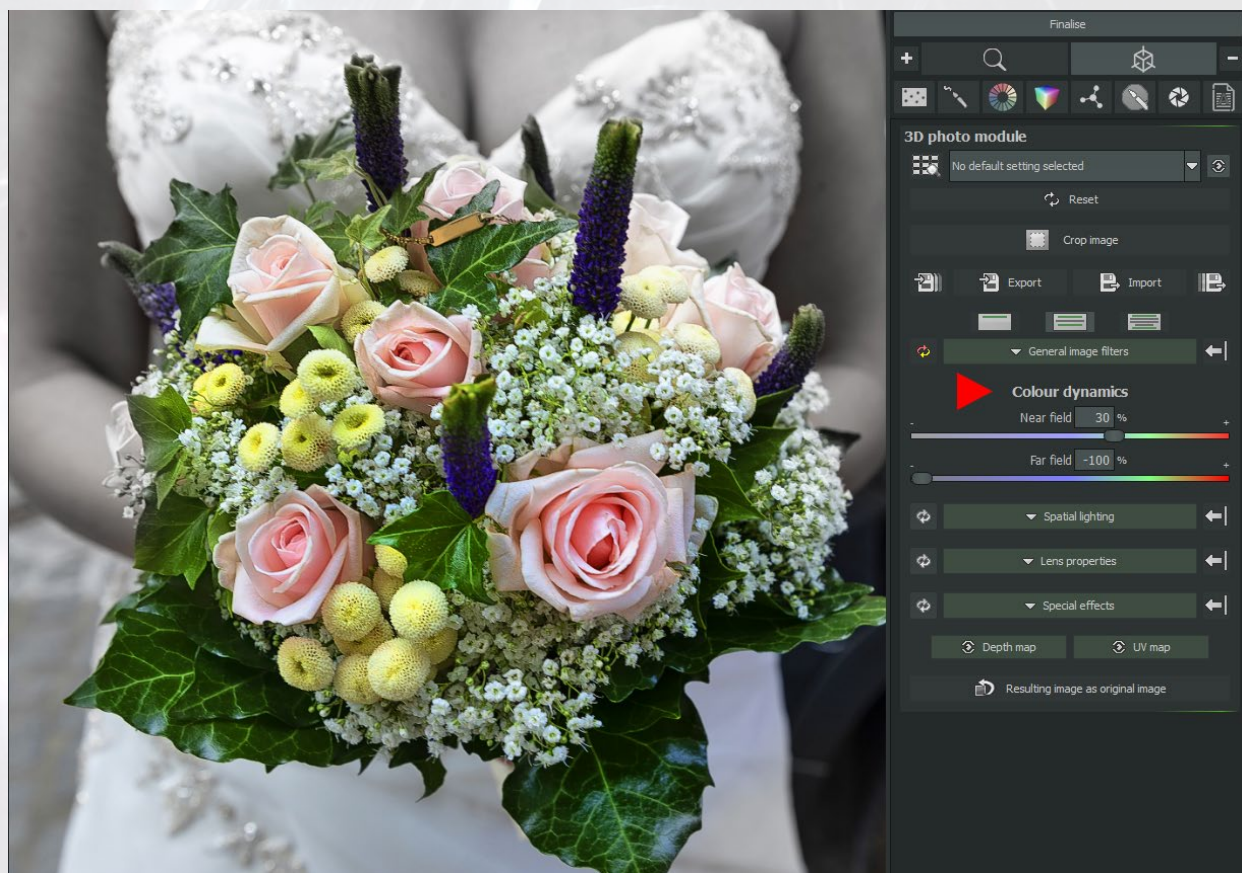 Finalise
3D photo module
No default setting selected
Reset
Crop image
Export
Import
General image filters
Colour dynamics
Near field 30 %
- +
Far field -100 %
- +
Spatial lighting
Lens properties
Special effects
Depth map
UV map
Resulting image as original image